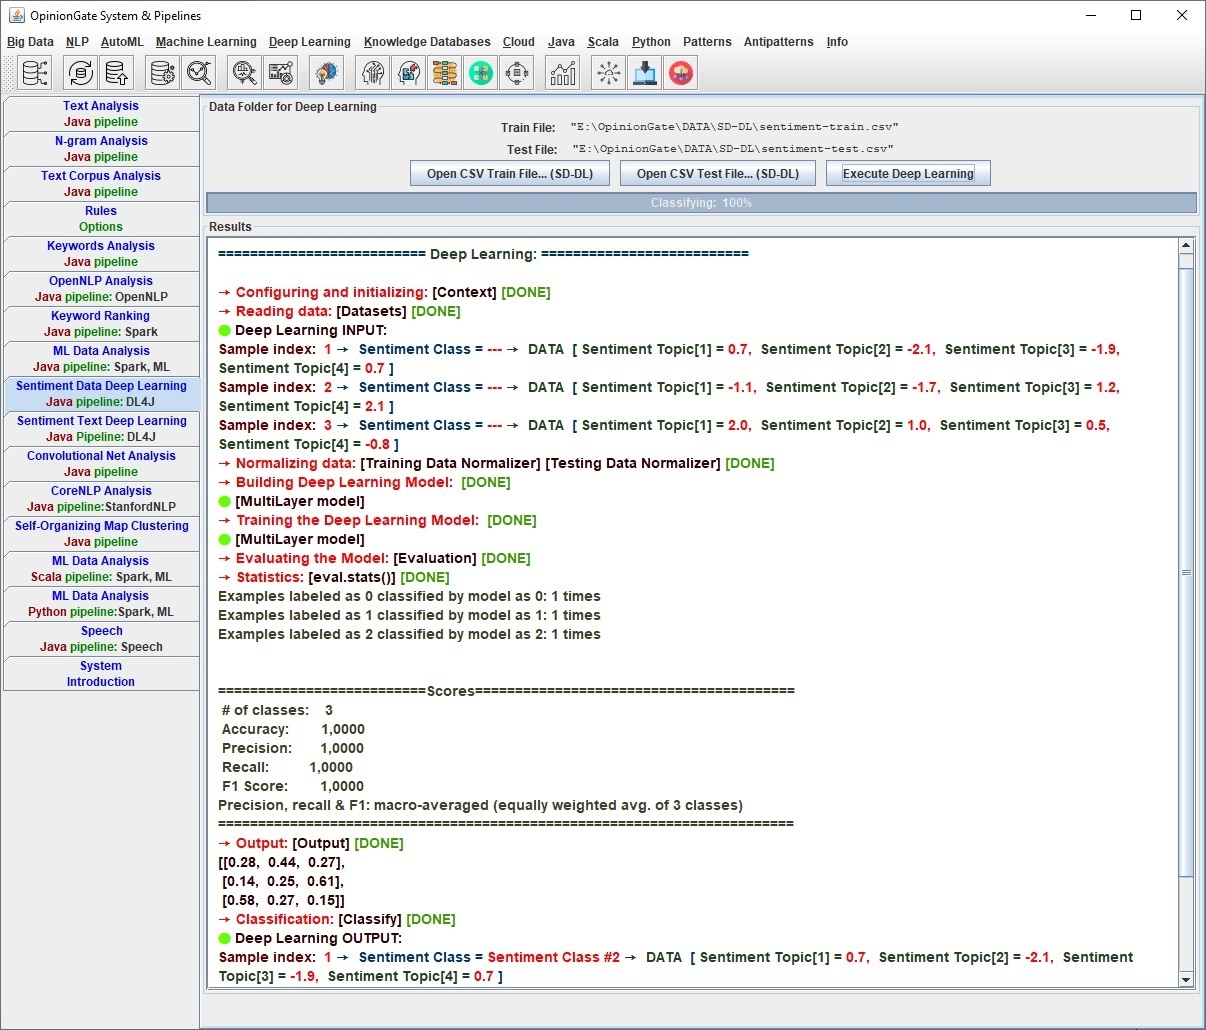 OpinionGate System & Pipelines
Big Data NLP AutoML Machine Learning Deep Learning Knowledge Databases Cloud Java Scala Python Patterns Antipatterns Info
Text Analysis
Java pipeline
N-gram Analysis
Java pipeline
Text Corpus Analysis
Java pipeline
Rules
Options
Keywords Analysis
Java pipeline
OpenNLP Analysis
Java pipeline: OpenNLP
Keyword Ranking
Java pipeline: Spark
ML Data Analysis
Java pipeline: Spark, ML
Sentiment Data Deep Learning
Java pipeline: DL4J
Sentiment Text Deep Learning
Java Pipeline: DL4J
Convolutional Net Analysis
Java pipeline
CoreNLP Analysis
Java pipeline:StanfordNLP
Self-Organizing Map Clustering
Java pipeline
ML Data Analysis
Scala pipeline: Spark, ML
ML Data Analysis
Python pipeline:Spark, ML
Speech
Java pipeline: Speech
System
Introduction
Data Folder for Deep Learning
Train File: "E:\OpinionGate\DATA\SD-DL\sentiment-train.csv"
Test File: "E:\OpinionGate\DATA\SD-DL\sentiment-test.csv"
Open CSV Train File... (SD-DL) Open CSV Test File... (SD-DL) Execute Deep Learning
Classifying: 100%
Results
========================== Deep Learning: ==========================
→ Configuring and initializing: [Context] [DONE]
→ Reading data: [Datasets] [DONE]
Deep Learning INPUT:
Sample index: 1 → Sentiment Class = --- → DATA [ Sentiment Topic[1] = 0.7, Sentiment Topic[2] = -2.1, Sentiment Topic[3] = -1.9,
Sentiment Topic[4] = 0.7 ]
Sample index: 2 → Sentiment Class = --- → DATA [ Sentiment Topic[1] = -1.1, Sentiment Topic[2] = -1.7, Sentiment Topic[3] = 1.2,
Sentiment Topic[4] = 2.1 ]
Sample index: 3 → Sentiment Class = --- → DATA [ Sentiment Topic[1] = 2.0, Sentiment Topic[2] = 1.0, Sentiment Topic[3] = 0.5,
Sentiment Topic[4] = -0.8 ]
→ Normalizing data: [Training Data Normalizer] [Testing Data Normalizer] [DONE]
→ Building Deep Learning Model: [DONE]
[MultiLayer model]
→ Training the Deep Learning Model: [DONE]
[MultiLayer model]
→ Evaluating the Model: [Evaluation] [DONE]
→ Statistics: [eval.stats()] [DONE]
Examples labeled as 0 classified by model as 0: 1 times
Examples labeled as 1 classified by model as 1: 1 times
Examples labeled as 2 classified by model as 2: 1 times
==========================Scores========================================
# of classes: 3
Accuracy: 1,0000
Precision: 1,0000
Recall: 1,0000
F1 Score: 1,0000
Precision, recall & F1: macro-averaged (equally weighted avg. of 3 classes)
========================================================================
→ Output: [Output] [DONE]
[[0.28, 0.44, 0.27],
[0.14, 0.25, 0.61],
[0.58, 0.27, 0.15]]
→ Classification: [Classify] [DONE]
Deep Learning OUTPUT:
Sample index: 1 → Sentiment Class = Sentiment Class #2 → DATA [ Sentiment Topic[1] = 0.7, Sentiment Topic[2] = -2.1, Sentiment
Topic[3] = -1.9, Sentiment Topic[4] = 0.7 ]